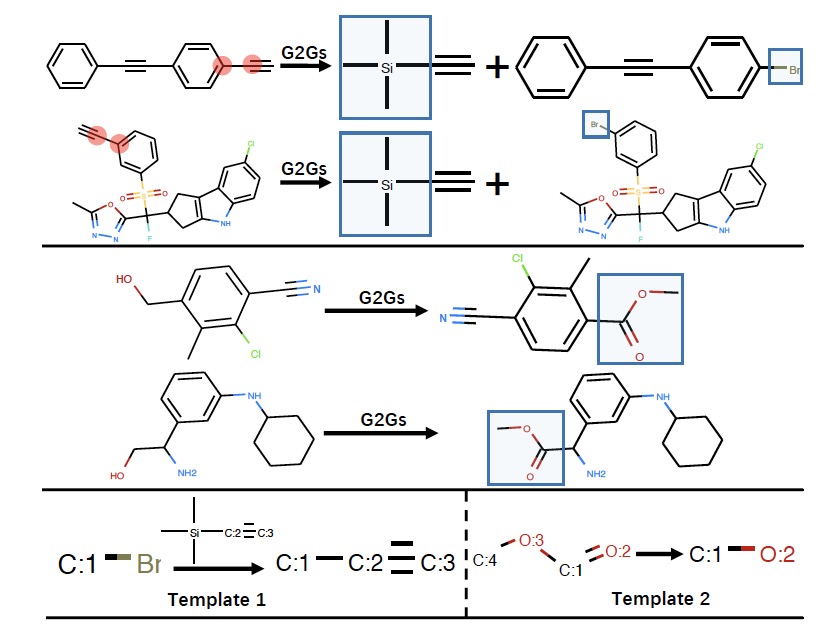 G2Gs
Si
+
Br
G2Gs
Cl
O
S
O
O
N
N
F
NH
Si
+
Br
Cl
O
S
O
O
N
N
F
NH
HO
N
Cl
G2Gs
Cl
N
O
O
NH
HO
NH2
G2Gs
O
O
NH
NH2
C:1 Br
Si C:2 C:3
C:1 C:2 C:3
Template 1
C:4 O:3 C:1 O:2
C:1 O:2
Template 2